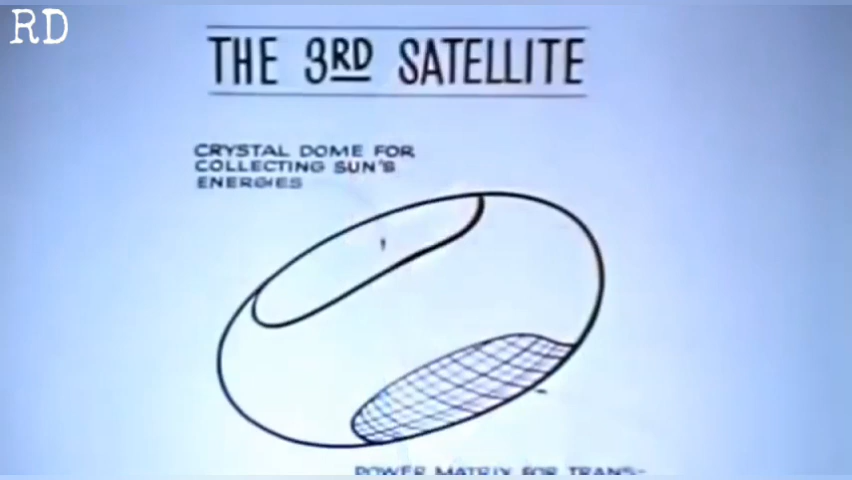 RD
THE 3RD SATELLITE
CRYSTAL DOME FOR
COLLECTING SUN'S
ENERGIES
POWER MATRIX FOR TRANS-